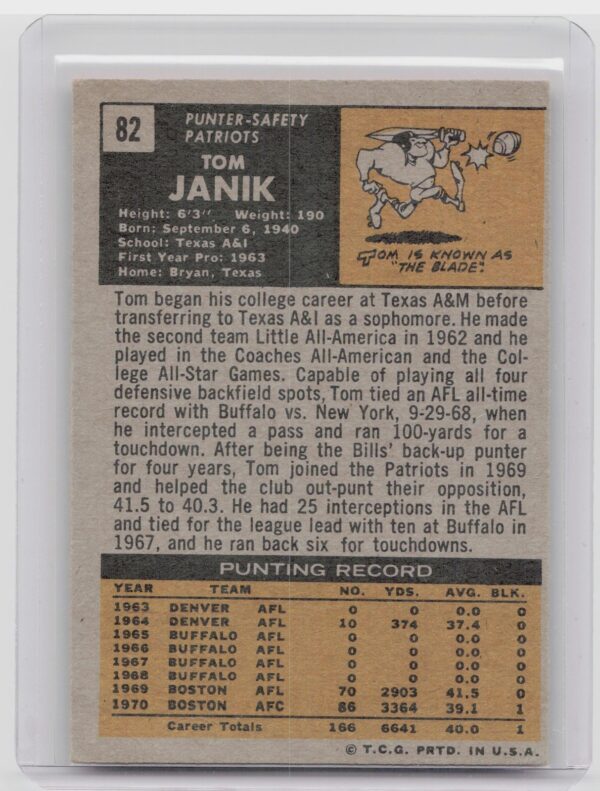 82
PUNTER-SAFETY
PATRIOTS
TOM
JANIK
Height: 6'3" Weight: 190
Born: September 6, 1940
School: Texas A&I
First Year Pro: 1963
Home: Bryan, Texas
TOM IS KNOWN AS
"THE BLADE".
Tom began his college career at Texas A&M before
transferring to Texas A&I as a sophomore. He made
the second team Little All-America in 1962 and he
played in the Coaches All-American and the Col-
lege All-Star Games. Capable of playing all four
defensive backfield spots, Tom tied an AFL all-time
record with Buffalo vs. New York, 9-29-68, when
he intercepted a pass and ran 100-yards for a
touchdown. After being the Bills' back-up punter
for four years, Tom joined the Patriots in 1969
and helped the club out-punt their opposition,
41.5 to 40.3. He had 25 interceptions in the AFL
and tied for the league lead with ten at Buffalo in
1967, and he ran back six for touchdowns.
PUNTING RECORD
YEAR TEAM NO. YDS. AVG. BLK.
1963 DENVER AFL 0 0 0.0 0
1964 DENVER AFL 10 374 37.4 0
1965 BUFFALO AFL 0 0 0.0 0
1966 BUFFALO AFL 0 0 0.0 0
1967 BUFFALO AFL 0 0 0.0 0
1968 BUFFALO AFL 0 0 0.0 0
1969 BOSTON AFL 70 2903 41.5 0
1970 BOSTON AFC 86 3364 39.1 1
Career Totals 166 6641 40.0 1
© T.C.G. PRTD. IN U.S.A.